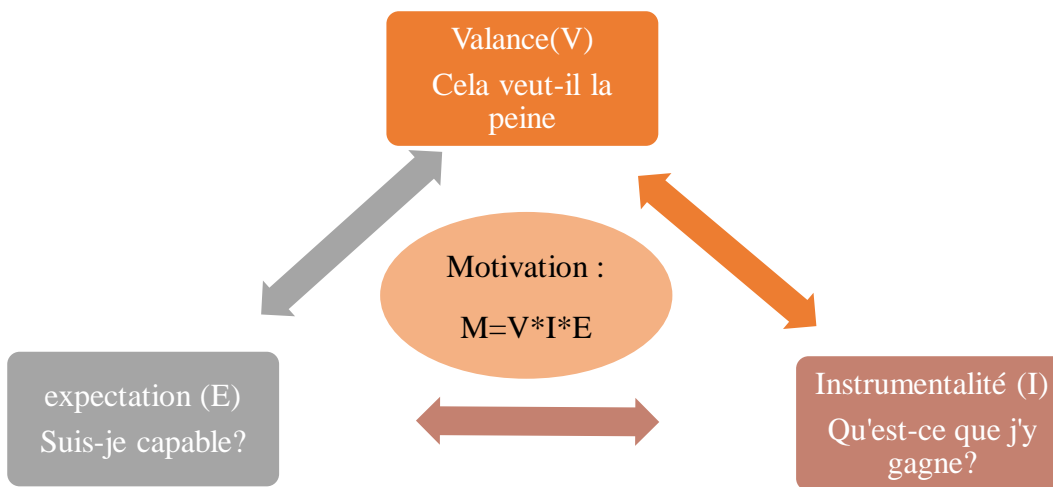 Valance(V)
Cela veut-il la
peine
Motivation :
M=V*I*E
expectation (E)
Suis-je capable?
Instrumentalité (I)
Qu'est-ce que j'y
gagne?